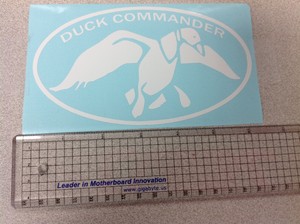 DUCK COMMANDER
Leader in Motherboard Innovation
www.gigabyte.us